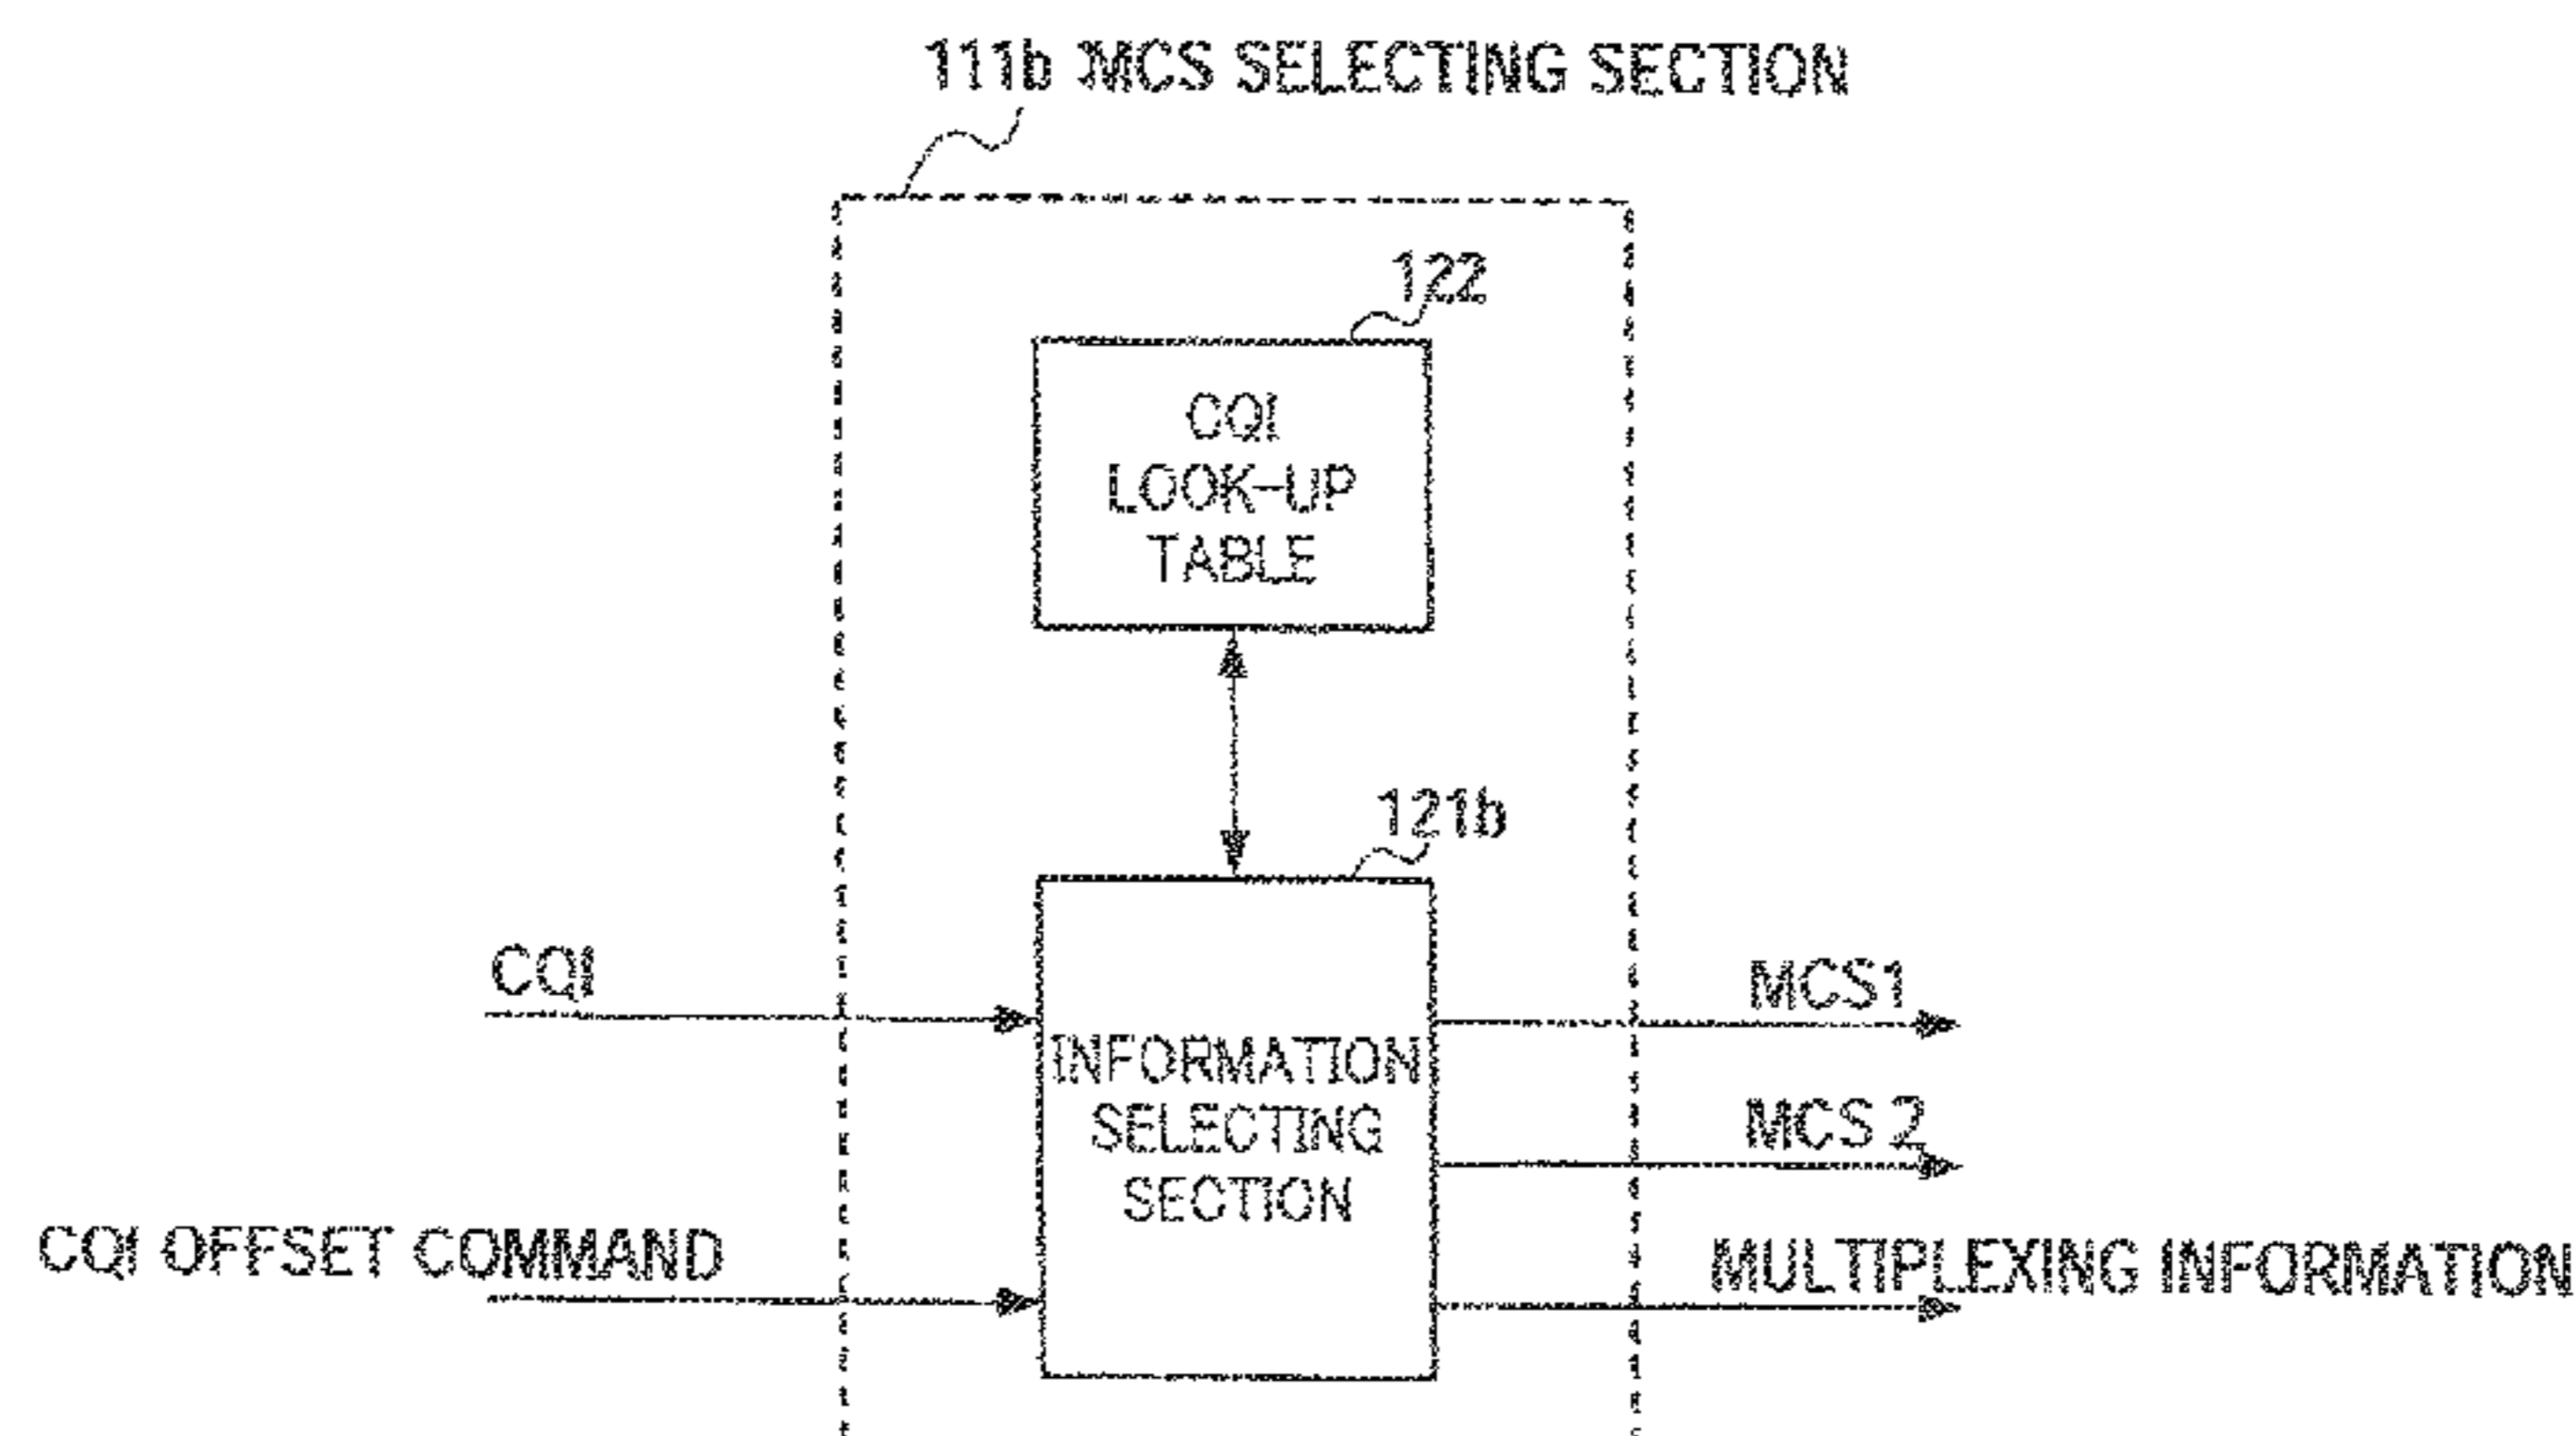 111b MCS SELECTING SECTION
122
CQI
LOOK-UP
TABLE
121b
CQI
MCS1
INFORMATION
SELECTING
SECTION
MCS 2
CQI OFFSET COMMAND
MULTIPLEXING INFORMATION